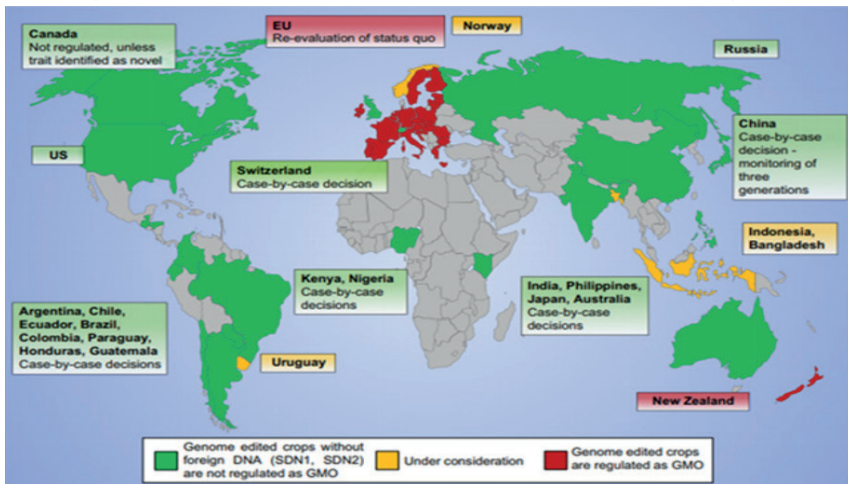 Canada
Not regulated, unless
trait identified as novel
EU
Re-evaluation of status quo
Norway
Russia
US
Switzerland
Case-by-case decision
China
Case-by-case
decision -
monitoring of
three
generations
Indonesia,
Bangladesh
Kenya, Nigeria
Case-by-case
decisions
India, Philippines,
Japan, Australia
Case-by-case
decisions
Argentina, Chile,
Ecuador, Brazil,
Colombia, Paraguay,
Honduras, Guatemala
Case-by-case decisions
Uruguay
New Zealand
Genome edited crops without
foreign DNA (SDN1, SDN2)
are not regulated as GMO
Under consideration
Genome edited crops
are regulated as GMO